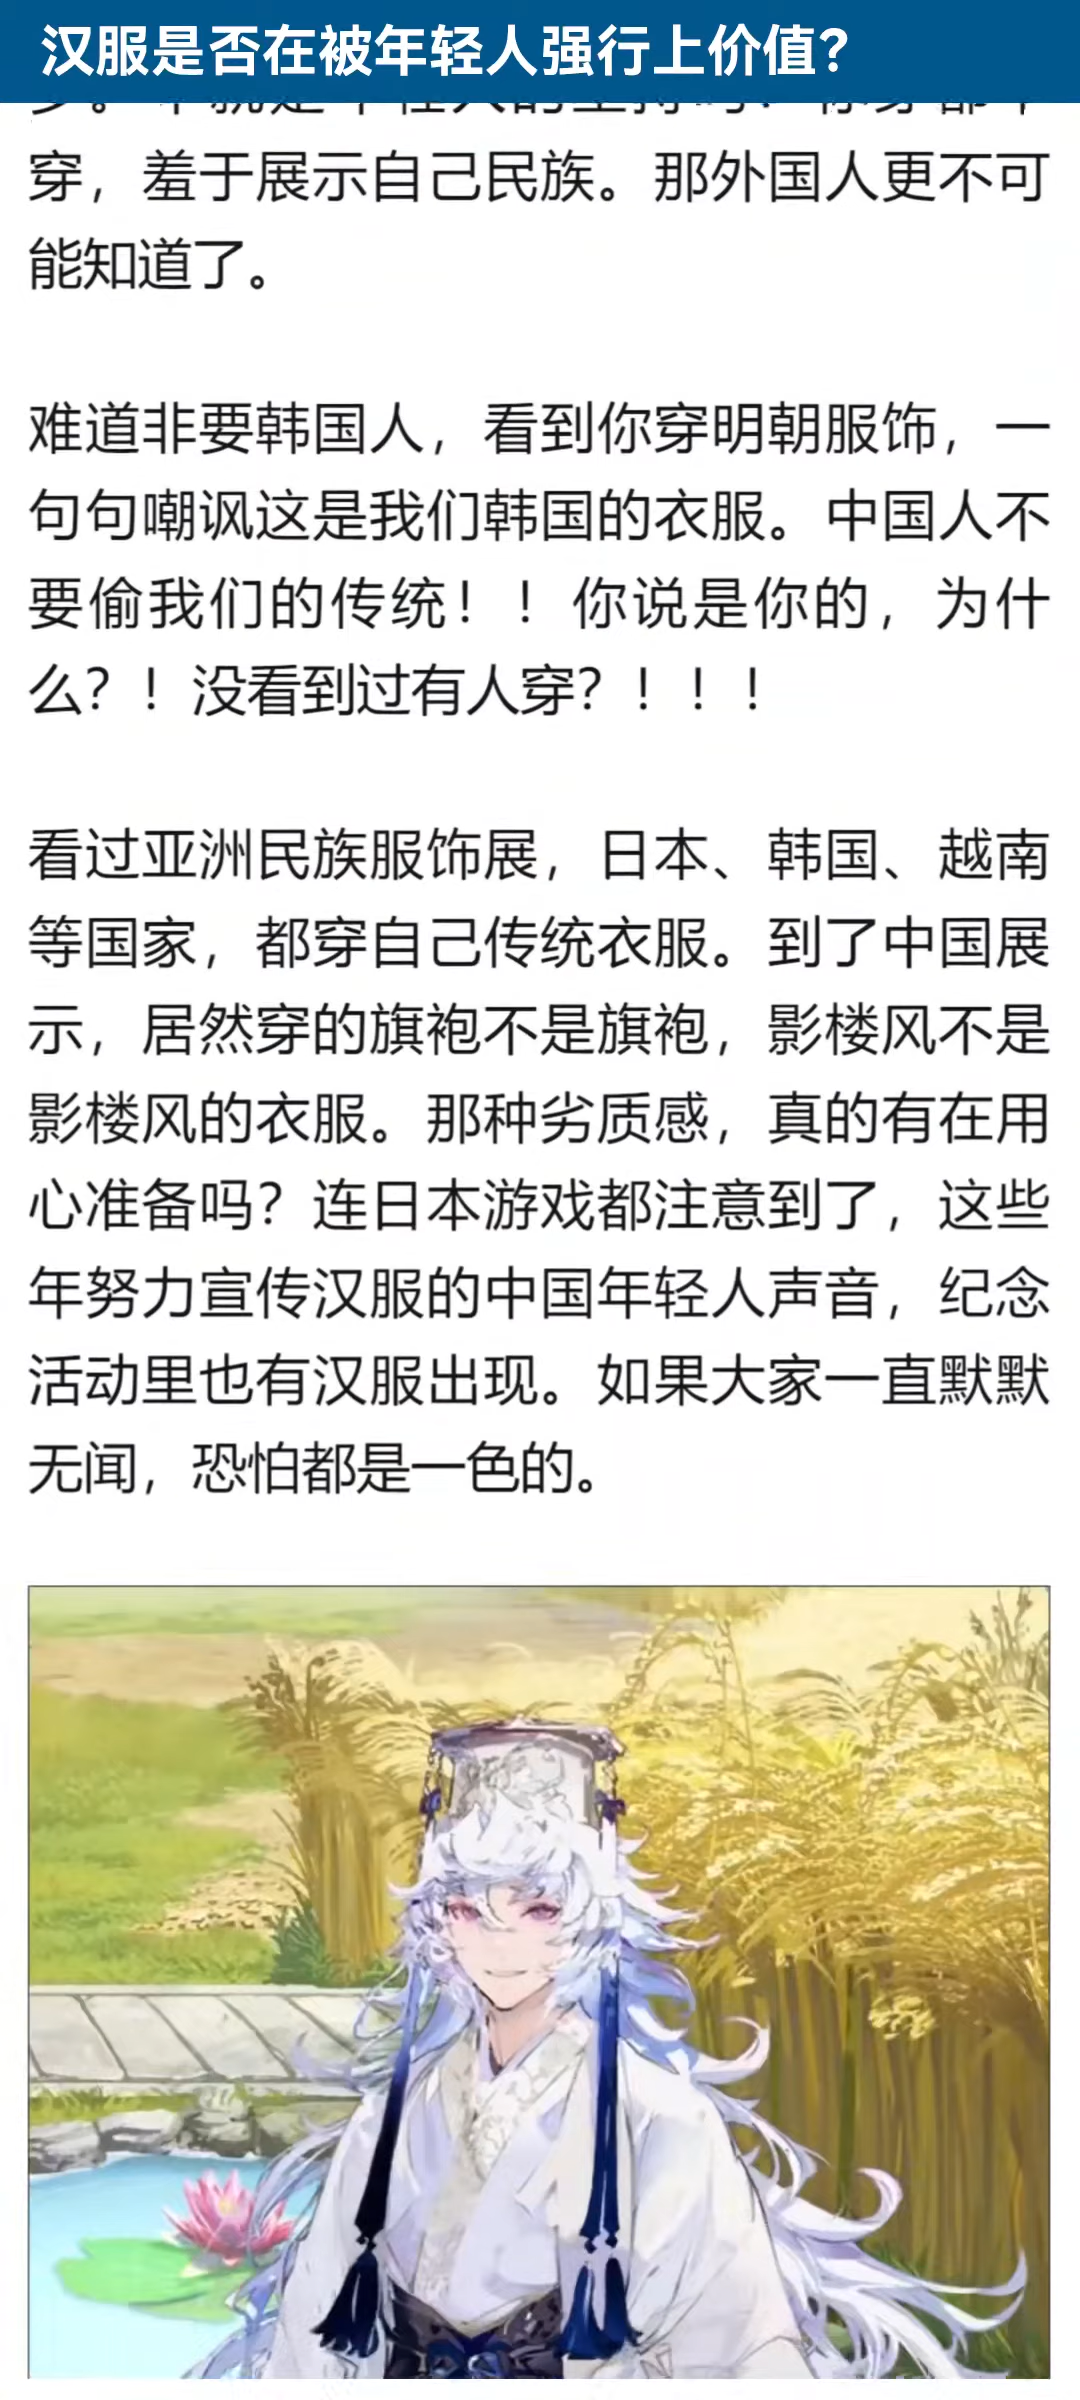 汉服是否在被年轻人强行上价值？
穿，羞于展示自己民族。那外国人更不可
能知道了。
难道非要韩国人，看到你穿明朝服饰，一
句句嘲讽这是我们韩国的衣服。中国人不
要偷我们的传统！！你说是你的，为什
么？！没看到过有人穿？！！！
看过亚洲民族服饰展，日本、韩国、越南
等国家，都穿自己传统衣服。到了中国展
示，居然穿的旗袍不是旗袍，影楼风不是
影楼风的衣服。那种劣质感，真的有在用
心准备吗？连日本游戏都注意到了，这些
年努力宣传汉服的中国年轻人声音，纪念
活动里也有汉服出现。如果大家一直默默
无闻，恐怕都是一色的。